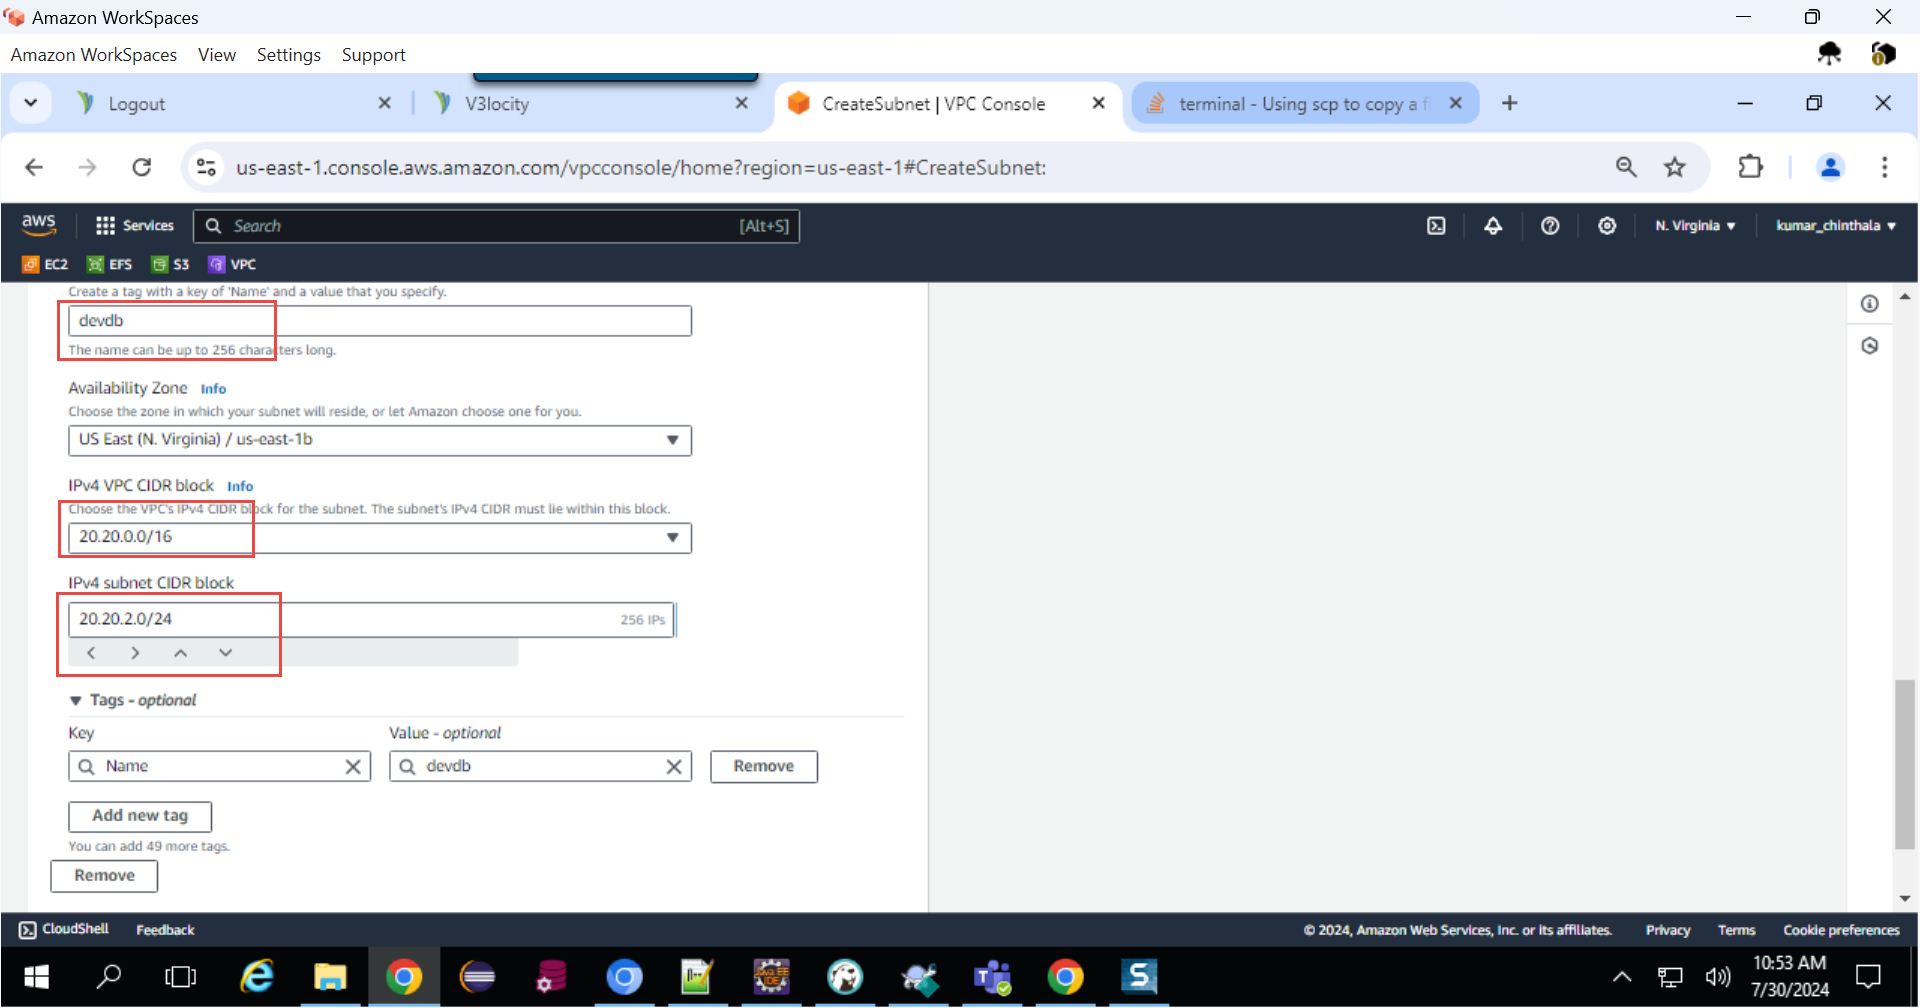 Amazon WorkSpaces
Amazon WorkSpaces View Settings Support
Logout V3locity CreateSubnet | VPC Console terminal - Using scp to copy a f
us-east-1.console.aws.amazon.com/vpcconsole/home?region=us-east-1#CreateSubnet:
aws Services Search [Alt+S] N. Virginia kumar_chinthala
EC2 EFS S3 VPC
Create a tag with a key of 'Name' and a value that you specify.
devdb
The name can be up to 256 characters long.
Availability Zone Info
Choose the zone in which your subnet will reside, or let Amazon choose one for you.
US East (N. Virginia) / us-east-1b
IPv4 VPC CIDR block Info
Choose the VPC's IPv4 CIDR block for the subnet. The subnet's IPv4 CIDR must lie within this block.
20.20.0.0/16
IPv4 subnet CIDR block
20.20.2.0/24 256 IPs
Tags - optional
Key Value - optional
Name devdb Remove
Add new tag
You can add 49 more tags.
Remove
CloudShell Feedback © 2024, Amazon Web Services, Inc. or its affiliates. Privacy Terms Cookie preferences
10:53 AM
7/30/2024